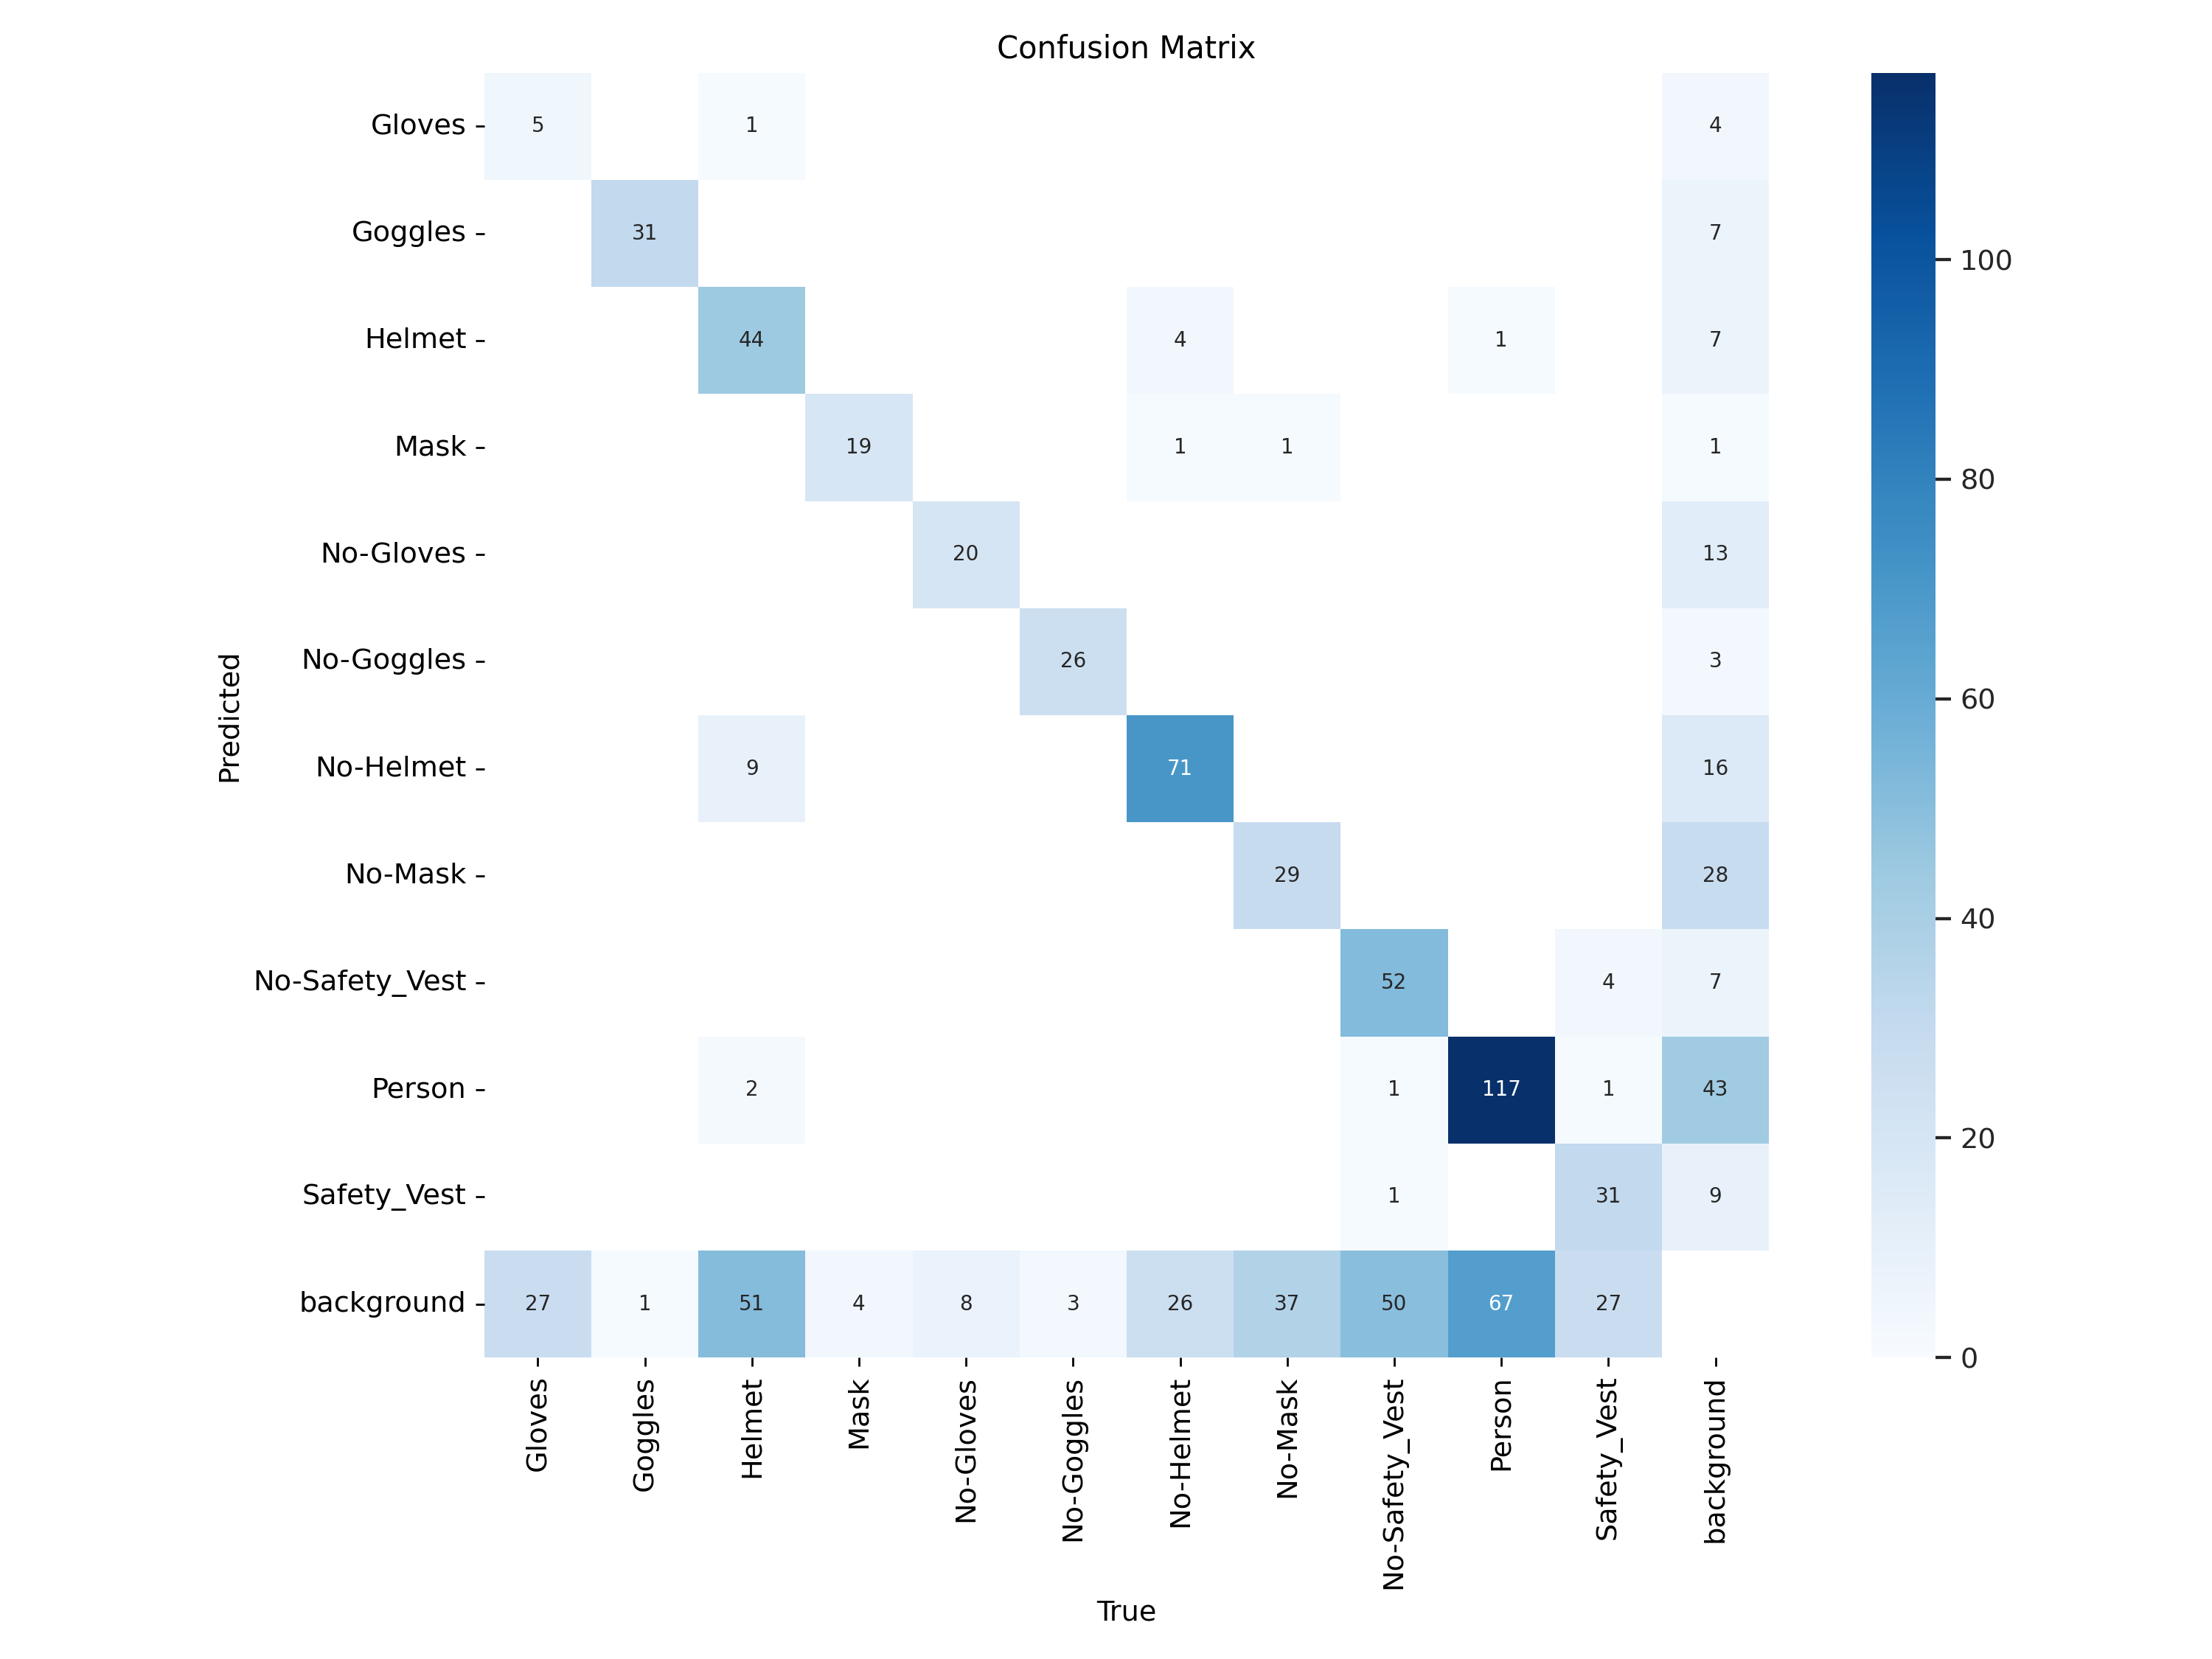 Confusion Matrix
Gloves 5 1 4
Goggles 31 7
100
Helmet 44 4 1 7
Mask 19 1 1 1
80
No-Gloves 20 13
No-Goggles 26 3
60
Predicted
No-Helmet 9 71 16
No-Mask 29 28
40
No-Safety_Vest 52 4 7
Person 2 1 117 1 43
20
Safety_Vest 1 31 9
background 27 1 51 4 8 3 26 37 50 67 27
0
Gloves Goggles Helmet Mask No-Gloves No-Goggles No-Helmet No-Mask No-Safety_Vest Person Safety_Vest background
True